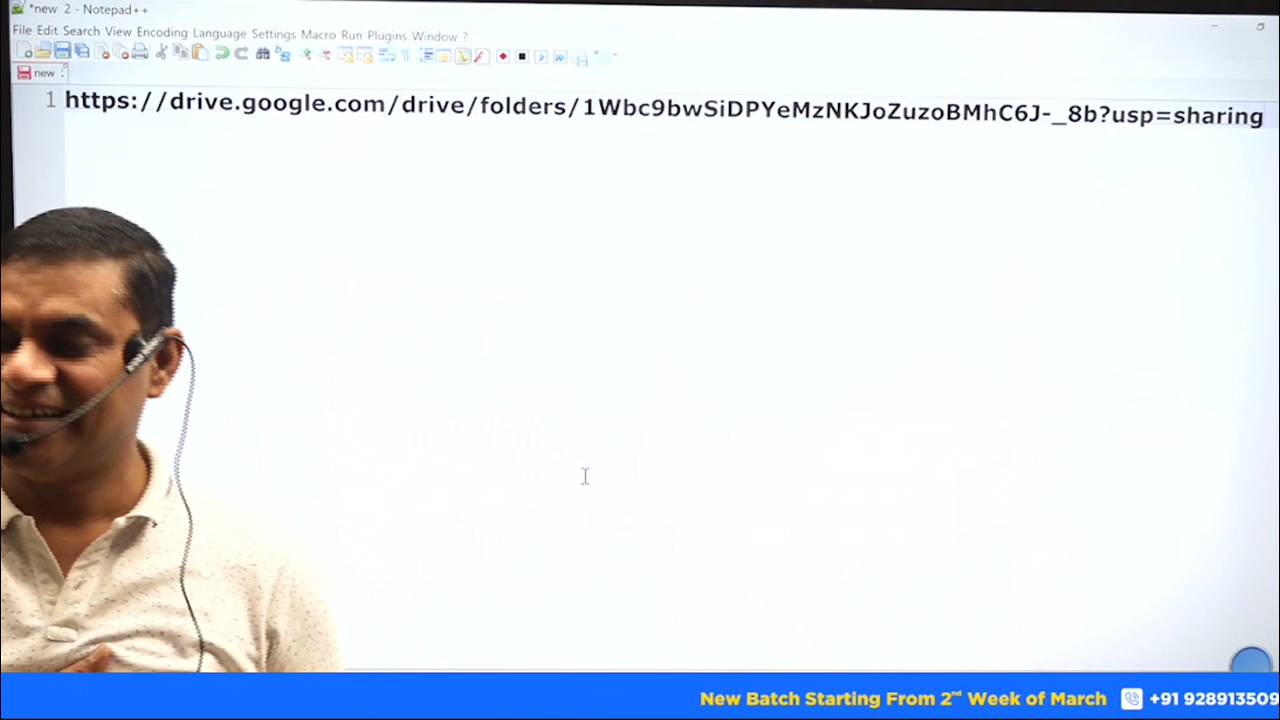 *new 2 - Notepad++
File Edit Search View Encoding Language Settings Macro Run Plugins Window ?
new
1 https://drive.google.com/drive/folders/1Wbc9bwSiDPYeMzNKJoZuzoBMhC6J-_8b?usp=sharing
New Batch Starting From 2nd Week of March +91 928913509